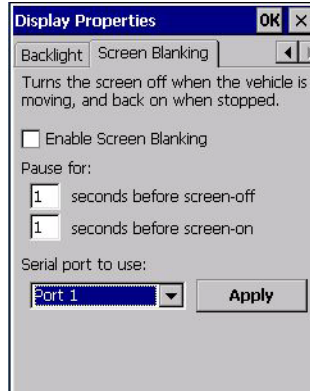 Display Properties OK ×
Backlight Screen Blanking
Turns the screen off when the vehicle is
moving, and back on when stopped.
Enable Screen Blanking
Pause for:
1 seconds before screen-off
1 seconds before screen-on
Serial port to use:
Port 1 Apply